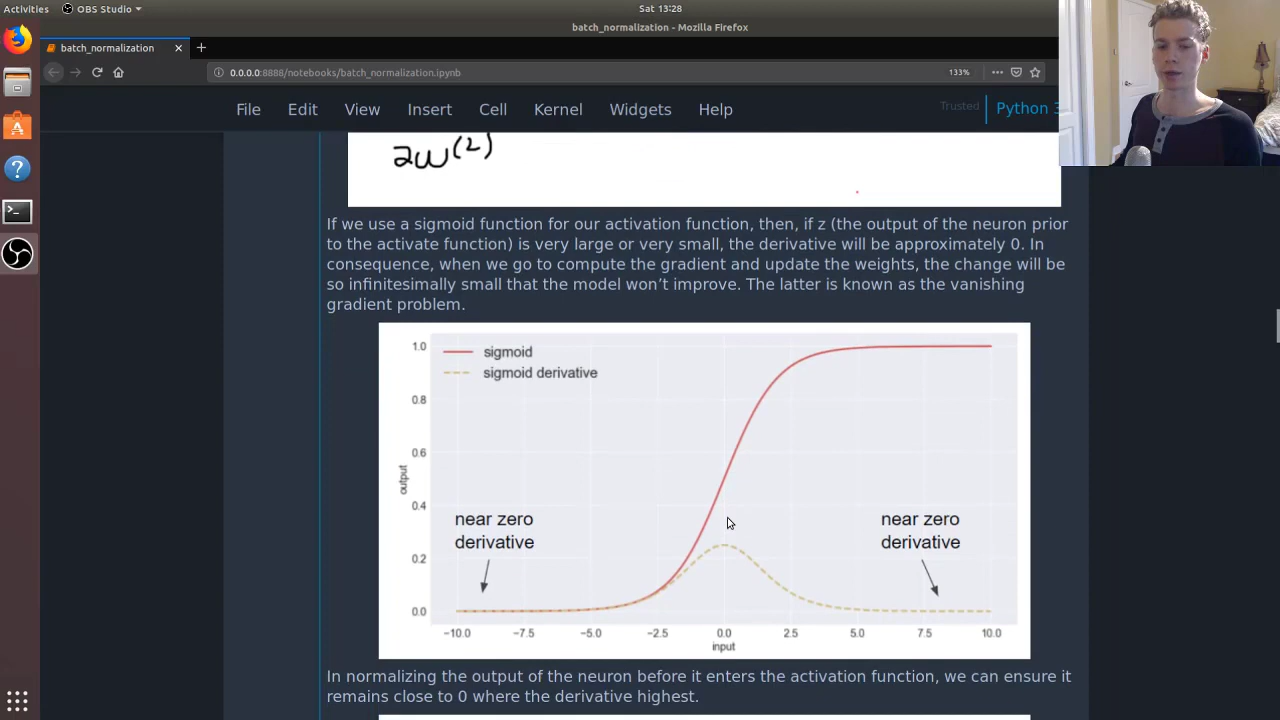 Activities
OBS Studio
Sat 13:28
batch_normalization - Mozilla Firefox
batch_normalization
0.0.0.0:8888/notebooks/batch_normalization.ipynb
133%
File Edit View Insert Cell Kernel Widgets Help
Trusted
Python 3
∂w(2)
If we use a sigmoid function for our activation function, then, if z (the output of the neuron prior
to the activate function) is very large or very small, the derivative will be approximately 0. In
consequence, when we go to compute the gradient and update the weights, the change will be
so infinitesimally small that the model won’t improve. The latter is known as the vanishing
gradient problem.
sigmoid
sigmoid derivative
1.0
0.8
0.6
0.4
0.2
0.0
output
near zero
derivative
near zero
derivative
−10.0 −7.5 −5.0 −2.5 0.0 2.5 5.0 7.5 10.0
input
In normalizing the output of the neuron before it enters the activation function, we can ensure it
remains close to 0 where the derivative highest.